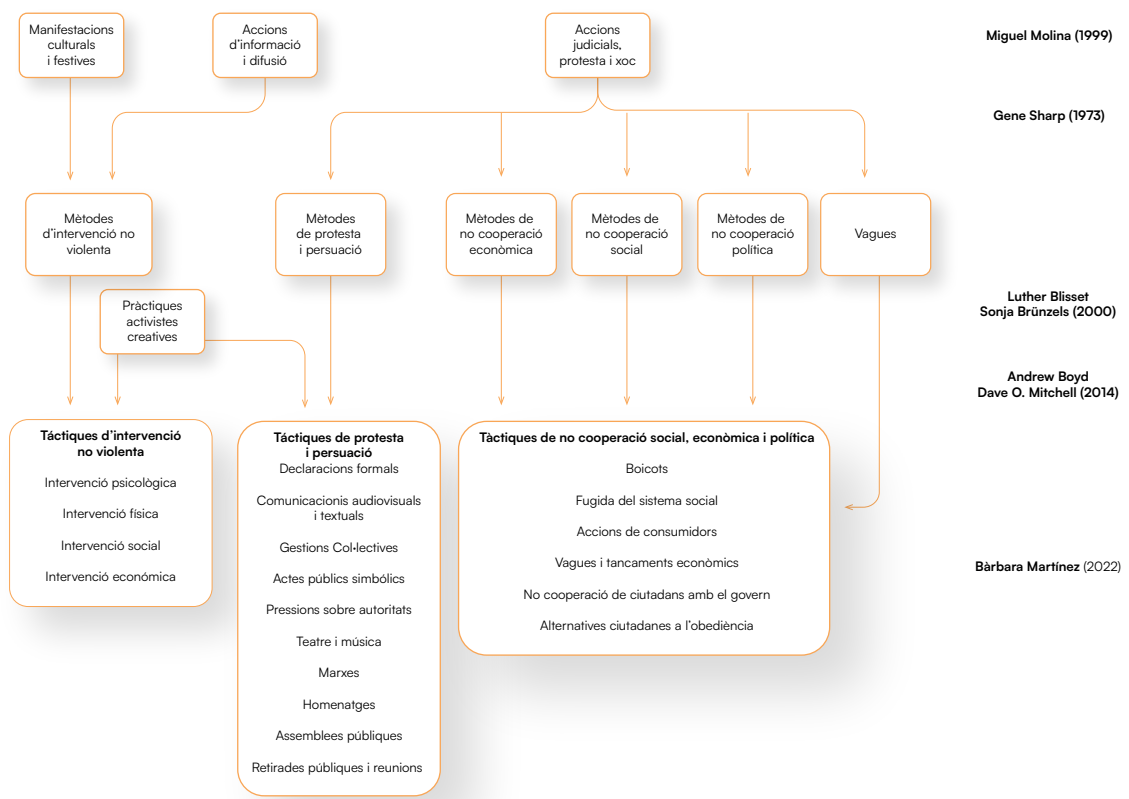 Manifestacions
culturals
i festives
Accions
d'informació
i difusió
Accions
judicials,
protesta i xoc
Miguel Molina (1999)
Gene Sharp (1973)
Mètodes
d'intervenció no
violenta
Mètodes
de protesta
i persuació
Mètodes de
no cooperació
econòmica
Mètodes de
no cooperació
social
Mètodes de
no cooperació
política
Vagues
Pràctiques
activistes
creatives
Luther Blisset
Sonja Brünzels (2000)
Andrew Boyd
Dave O. Mitchell (2014)
Táctiques d'intervenció
no violenta
Intervenció psicològica
Intervenció física
Intervenció social
Intervenció económica
Táctiques de protesta
i persuació
Declaracions formals
Comunicacionis audiovisuals
i textuals
Gestions Col·lectives
Actes públics simbólics
Pressions sobre autoritats
Teatre i música
Marxes
Homenatges
Assemblees públiques
Retirades públiques i reunions
Tàctiques de no cooperació social, econòmica i política
Boicots
Fugida del sistema social
Accions de consumidors
Vagues i tancaments econòmics
No cooperació de ciutadans amb el govern
Alternatives ciutadanes a l'obediència
Bàrbara Martínez (2022)